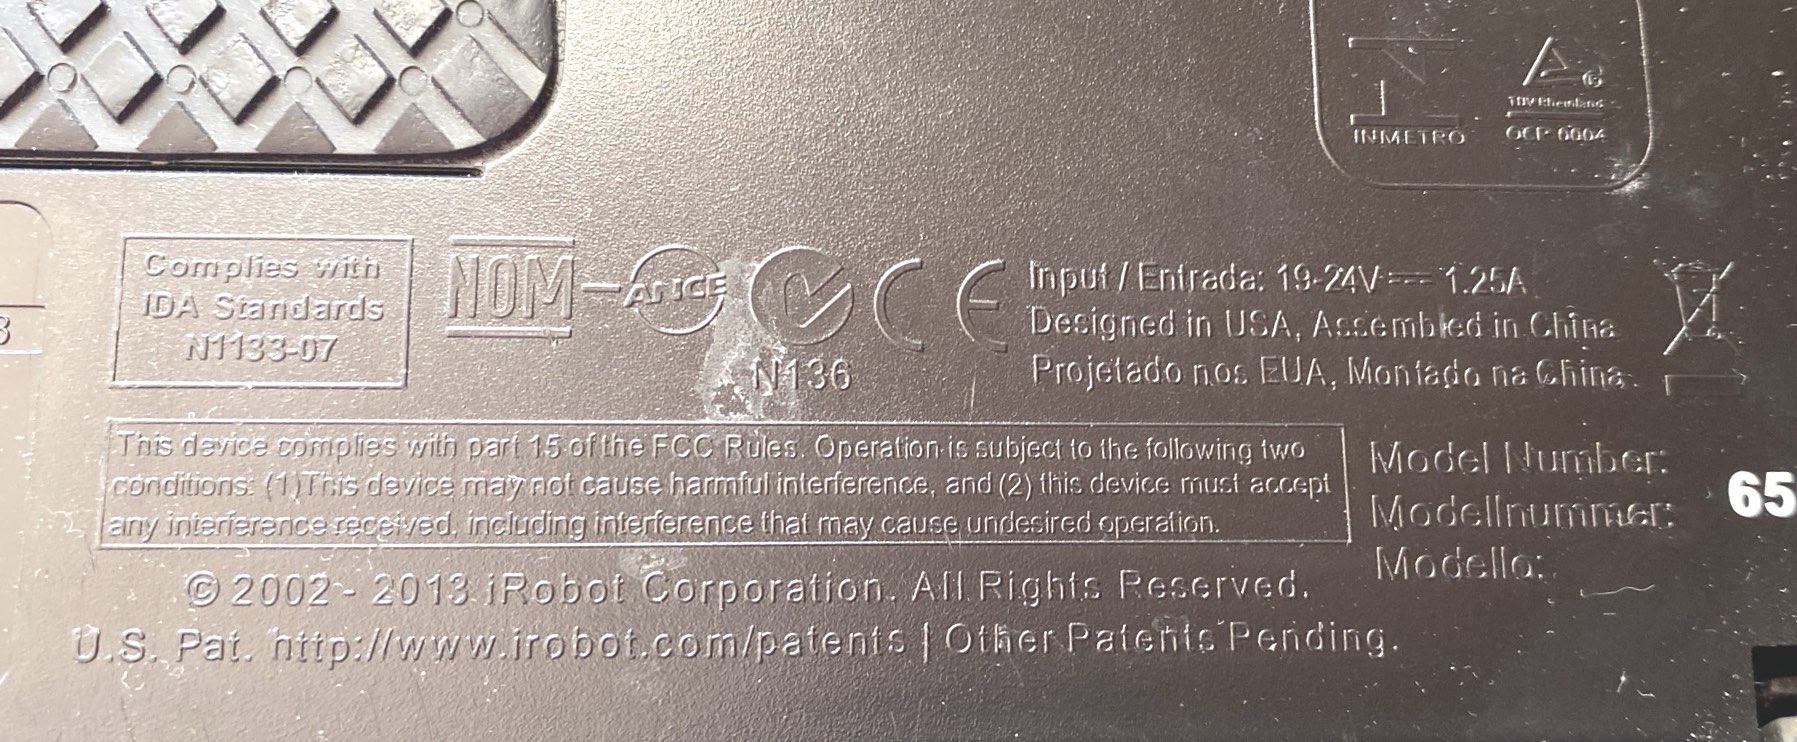 INMETRO
TÜV Rheinland
OCP 0004
Complies with
IDA Standards
N1133-07
NOM-ANCE
N136
CE
Input / Entrada: 19-24V⎓ 1.25A
Designed in USA, Assembled in China
Projetado nos EUA, Montado na China.
This device complies with part 15 of the FCC Rules. Operation is subject to the following two
conditions: (1)This device may not cause harmful interference, and (2) this device must accept
any interference received, including interference that may cause undesired operation.
Model Number:
Modellnummer:
Modello:
65
© 2002 - 2013 iRobot Corporation. All Rights Reserved.
U.S. Pat. http://www.irobot.com/patents | Other Patents Pending.
3